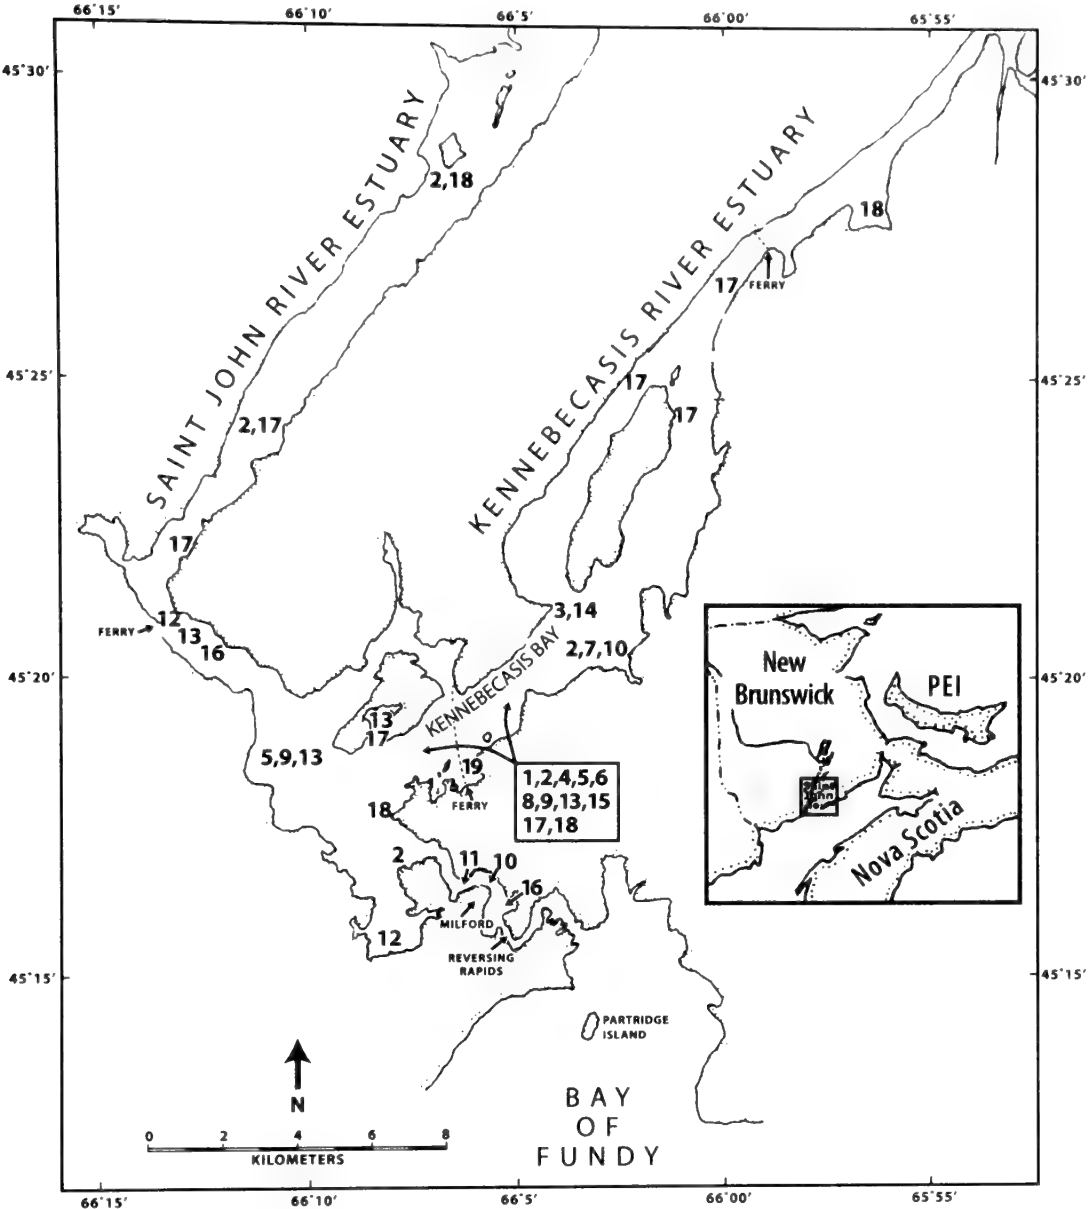 66°15' 66°10' 66°5' 66°00' 65°55'
45°30' 45°30'
SAINT JOHN RIVER ESTUARY
KENNEBECASIS RIVER ESTUARY
2,18
18
17
FERRY
45°25' 45°25'
17
17
2,17
17
3,14
12
FERRY
13
16
2,7,10
45°20' 45°20'
KENNEBECASIS BAY
13
17
5,9,13
19
FERRY
1,2,4,5,6
8,9,13,15
17,18
18
2
11
10
16
MILFORD
12
REVERSING
RAPIDS
45°15' 45°15'
PARTRIDGE
ISLAND
New
Brunswick
PEI
Saint
John
Nova Scotia
N
BAY
OF
FUNDY
0 2 4 6 8
KILOMETERS
66°15' 66°10' 66°5' 66°00' 65°55'